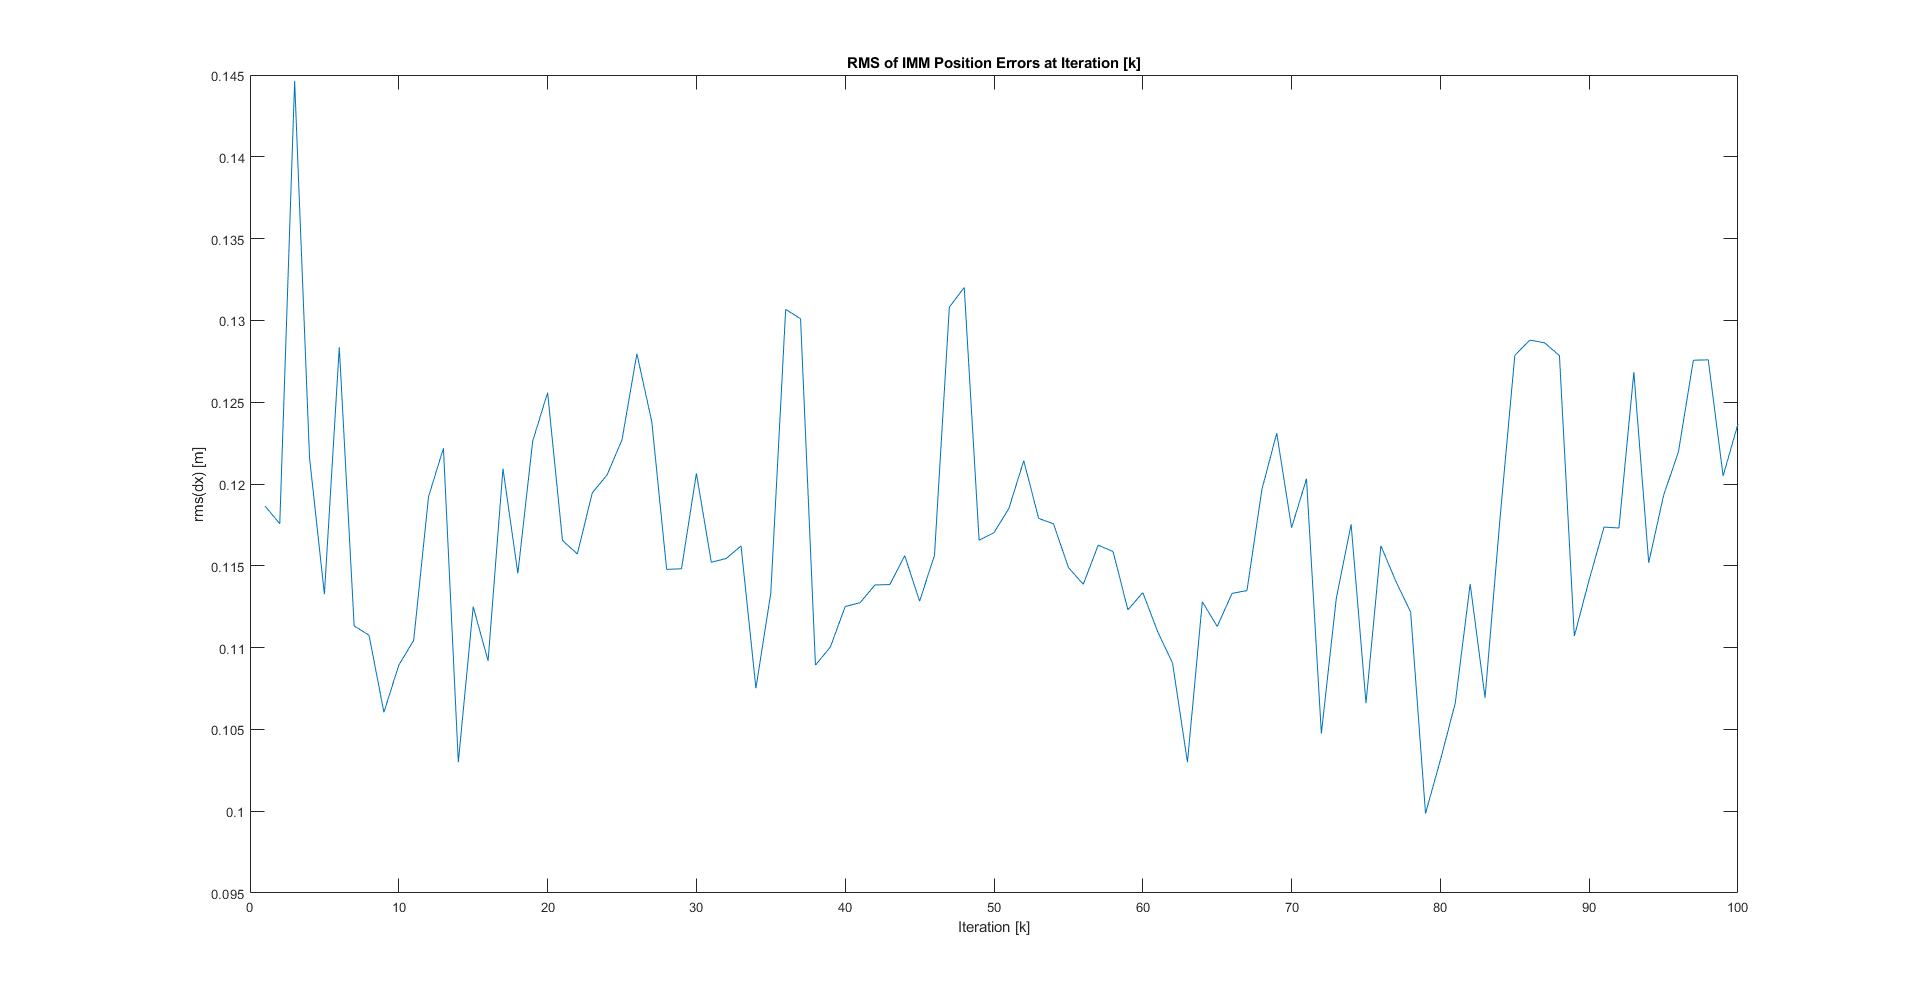 RMS of IMM Position Errors at Iteration [k]
0.145
0.14
0.135
0.13
0.125
0.12
0.115
0.11
0.105
0.1
0.095
rms(dx) [m]
0 10 20 30 40 50 60 70 80 90 100
Iteration [k]